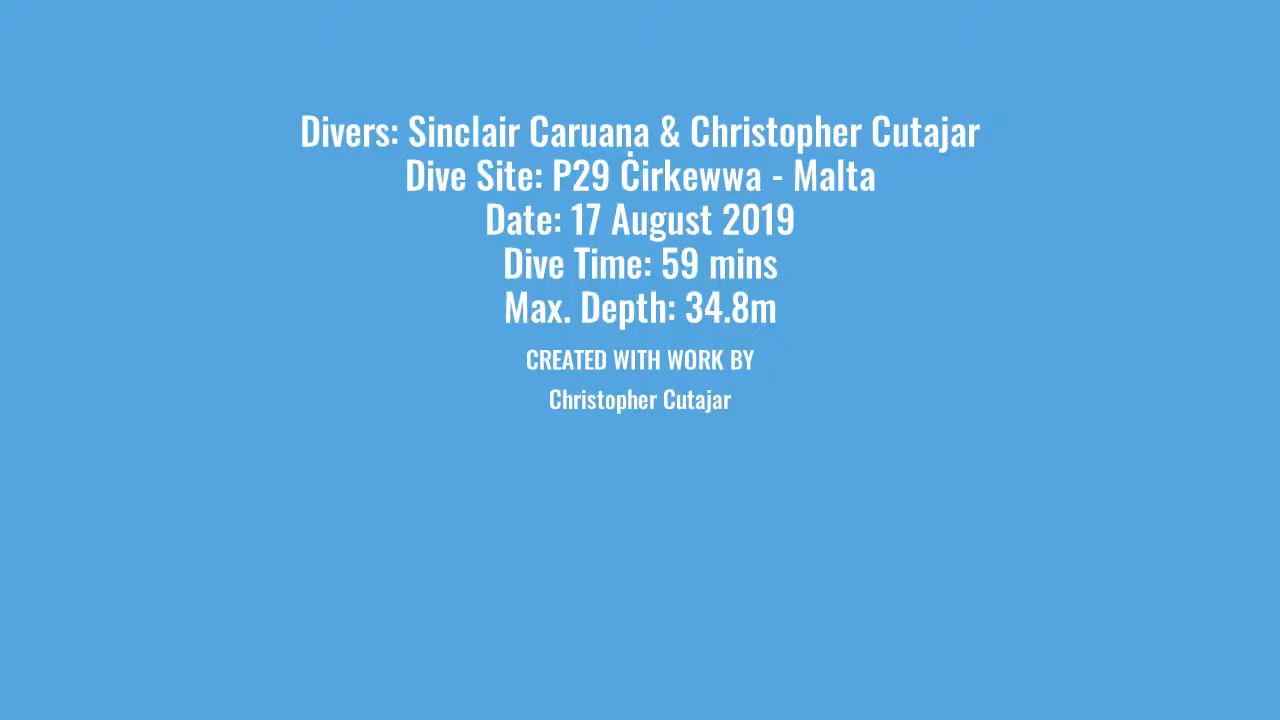 Divers: Sinclair Caruana & Christopher Cutajar
Dive Site: P29 Ċirkewwa - Malta
Date: 17 August 2019
Dive Time: 59 mins
Max. Depth: 34.8m
CREATED WITH WORK BY
Christopher Cutajar